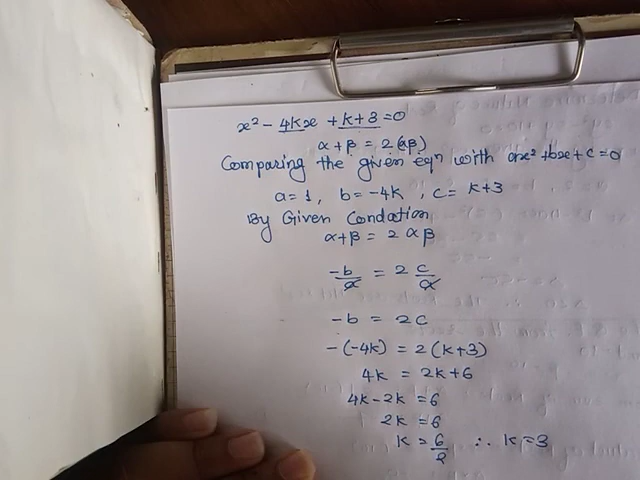 x² - 4kx + k+3 = 0
α+β = 2(αβ)
Comparing the given eqⁿ with ax²+bx+c=0
a=1, b=-4k, c= k+3
By Given Condation
α+β = 2αβ
-b/a = 2 c/a
-b = 2c
-(-4k) = 2(k+3)
4k = 2k+6
4k-2k = 6
2k = 6
k = 6/2 ∴ k=3